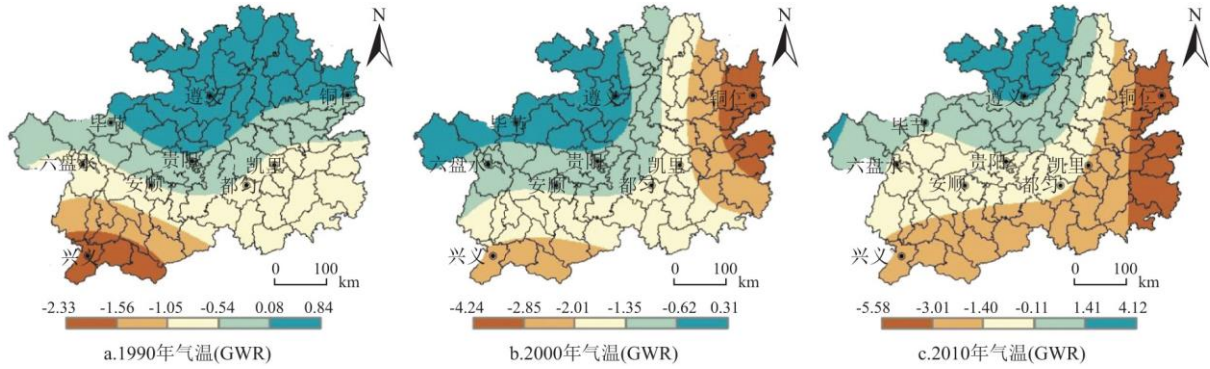 N
遵义
铜仁
毕节
六盘水
贵阳
凯里
安顺
都匀
兴义
0 100
km
-2.33 -1.56 -1.05 -0.54 0.08 0.84
a.1990年气温(GWR)
N
遵义
铜仁
毕节
六盘水
贵阳
凯里
安顺
都匀
兴义
0 100
km
-4.24 -2.85 -2.01 -1.35 -0.62 0.31
b.2000年气温(GWR)
N
遵义
铜仁
毕节
六盘水
贵阳
凯里
安顺
都匀
兴义
0 100
km
-5.58 -3.01 -1.40 -0.11 1.41 4.12
c.2010年气温(GWR)